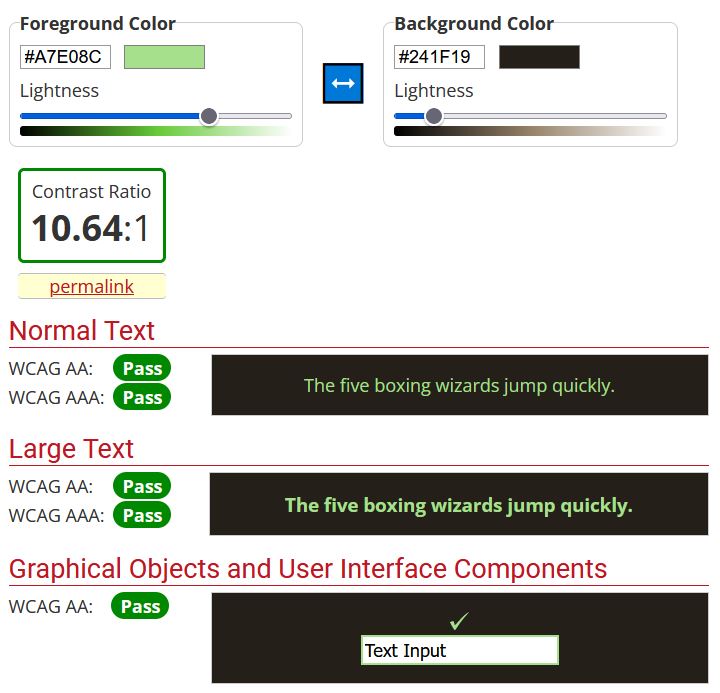 Foreground Color
#A7E08C
Lightness
Background Color
#241F19
Lightness
Contrast Ratio
10.64:1
permalink
Normal Text
WCAG AA: Pass
WCAG AAA: Pass
The five boxing wizards jump quickly.
Large Text
WCAG AA: Pass
WCAG AAA: Pass
The five boxing wizards jump quickly.
Graphical Objects and User Interface Components
WCAG AA: Pass
✓
Text Input